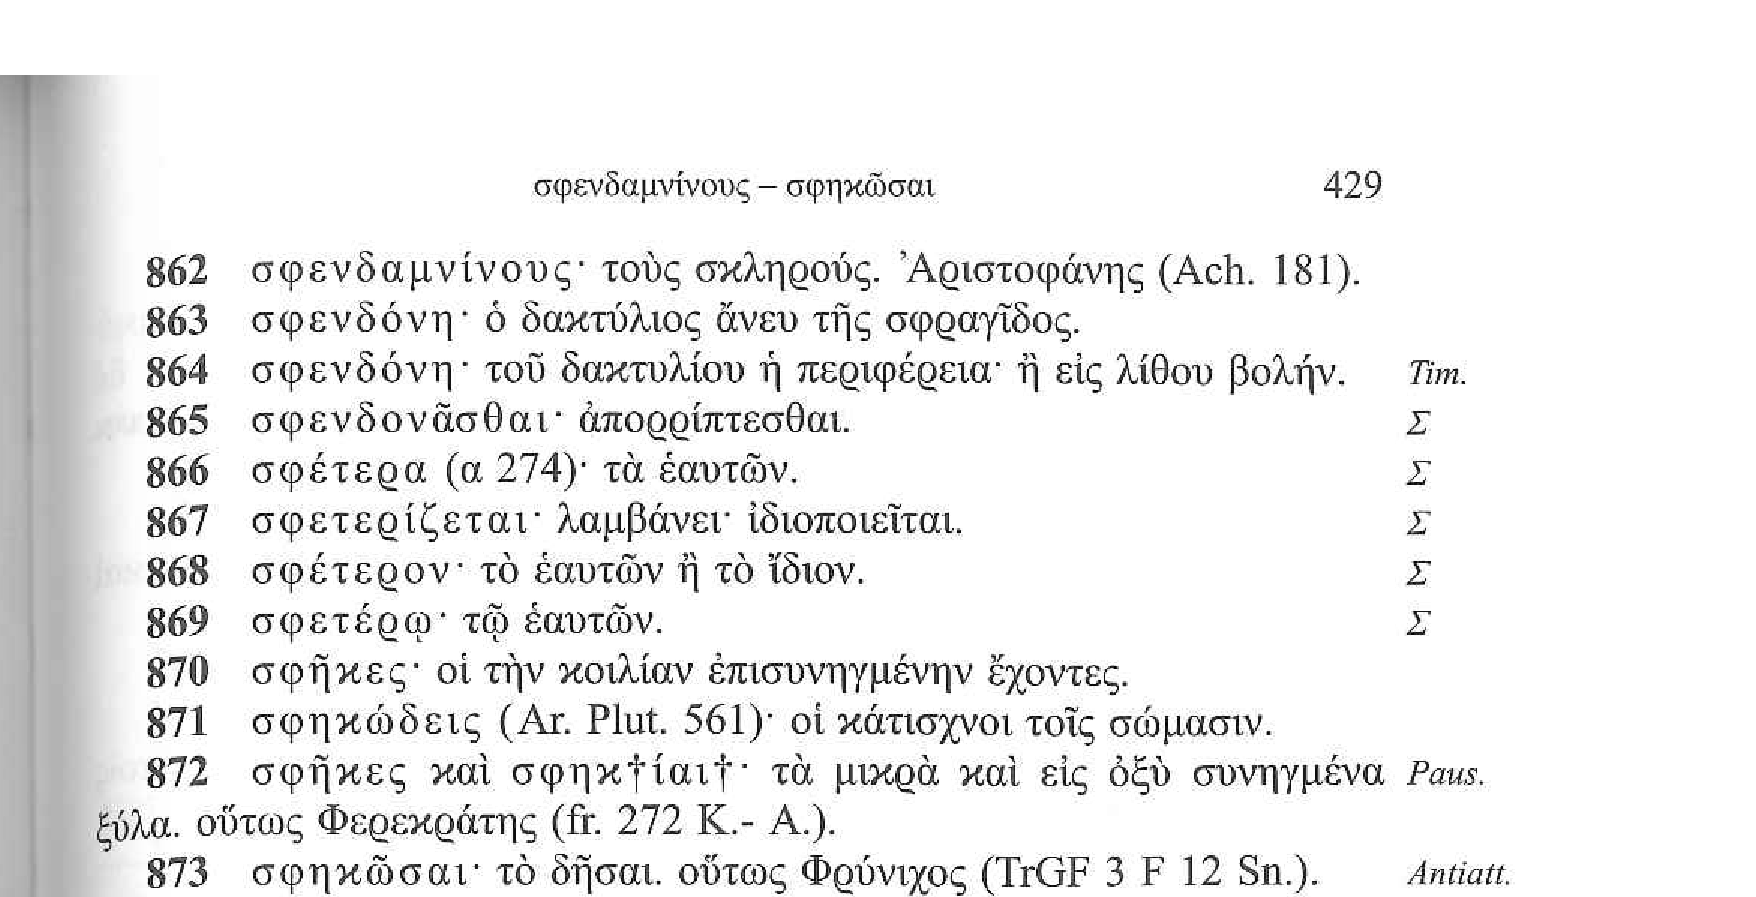 σφενδαμνίνους – σφηκῶσαι 429
862 σφενδαμνίνους· τοὺς σκληρούς. Ἀριστοφάνης (Ach. 181).
863 σφενδόνη· ὁ δακτύλιος ἄνευ τῆς σφραγῖδος.
864 σφενδόνη· τοῦ δακτυλίου ἡ περιφέρεια· ἢ εἰς λίθου βολήν. Tim.
865 σφενδονᾶσθαι· ἀπορρίπτεσθαι. Σ
866 σφέτερα (α 274)· τὰ ἑαυτῶν. Σ
867 σφετερίζεται· λαμβάνει· ἰδιοποιεῖται. Σ
868 σφέτερον· τὸ ἑαυτῶν ἢ τὸ ἴδιον. Σ
869 σφετέρῳ· τῷ ἑαυτῶν. Σ
870 σφῆκες· οἱ τὴν κοιλίαν ἐπισυνηγμένην ἔχοντες.
871 σφηκώδεις (Ar. Plut. 561)· οἱ κάτισχνοι τοῖς σώμασιν.
872 σφῆκες καὶ σφηκ†ίαι†· τὰ μικρὰ καὶ εἰς ὀξὺ συνηγμένα Paus.
ξύλα. οὕτως Φερεκράτης (fr. 272 K.- A.).
873 σφηκῶσαι· τὸ δῆσαι. οὕτως Φρύνιχος (TrGF 3 F 12 Sn.). Antiatt.